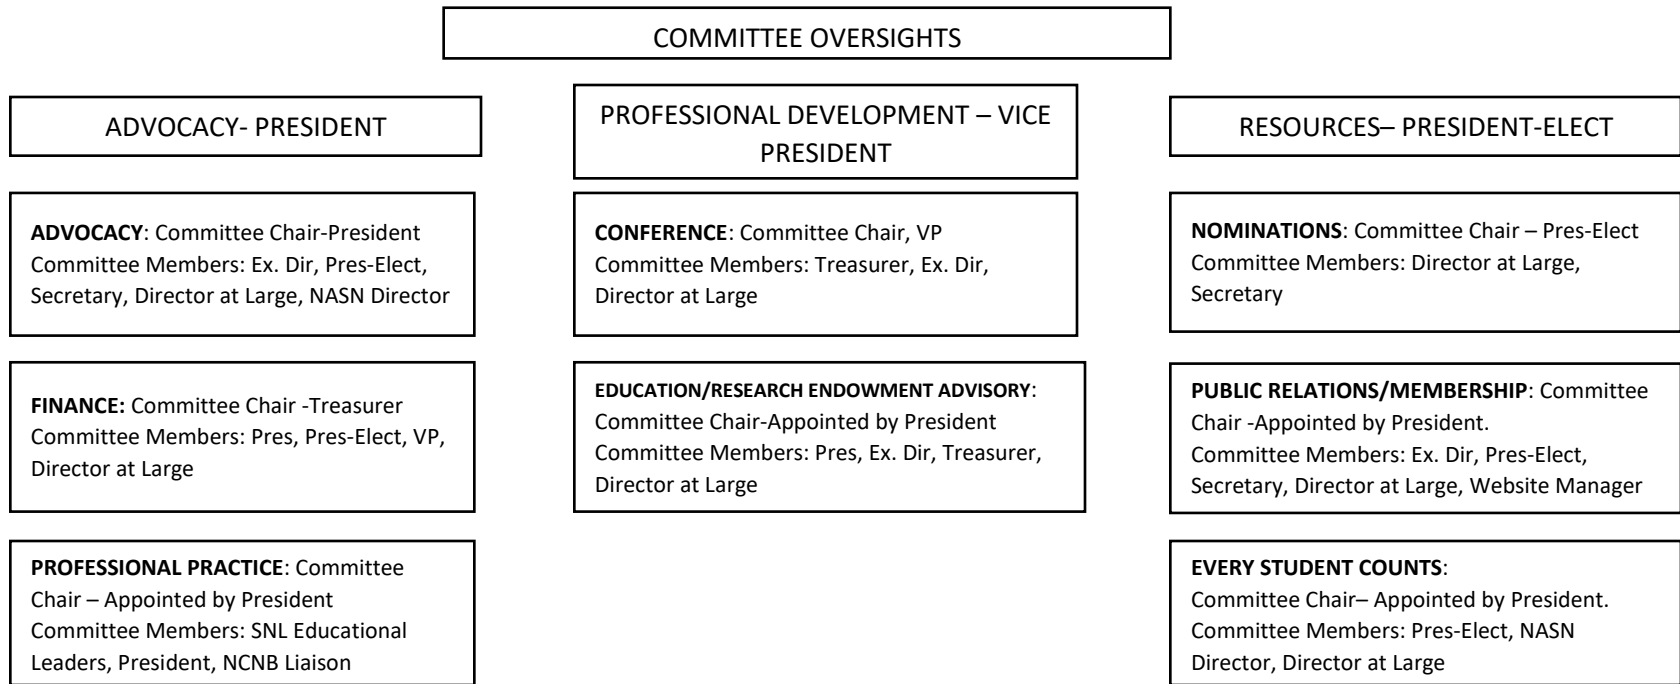 COMMITTEE OVERSIGHTS
ADVOCACY- PRESIDENT
ADVOCACY: Committee Chair-President
Committee Members: Ex. Dir, Pres-Elect,
Secretary, Director at Large, NASN Director
FINANCE: Committee Chair -Treasurer
Committee Members: Pres, Pres-Elect, VP,
Director at Large
PROFESSIONAL PRACTICE: Committee
Chair – Appointed by President
Committee Members: SNL Educational
Leaders, President, NCNB Liaison
PROFESSIONAL DEVELOPMENT – VICE
PRESIDENT
CONFERENCE: Committee Chair, VP
Committee Members: Treasurer, Ex. Dir,
Director at Large
EDUCATION/RESEARCH ENDOWMENT ADVISORY:
Committee Chair-Appointed by President
Committee Members: Pres, Ex. Dir, Treasurer,
Director at Large
RESOURCES– PRESIDENT-ELECT
NOMINATIONS: Committee Chair – Pres-Elect
Committee Members: Director at Large,
Secretary
PUBLIC RELATIONS/MEMBERSHIP: Committee
Chair -Appointed by President.
Committee Members: Ex. Dir, Pres-Elect,
Secretary, Director at Large, Website Manager
EVERY STUDENT COUNTS:
Committee Chair– Appointed by President.
Committee Members: Pres-Elect, NASN
Director, Director at Large